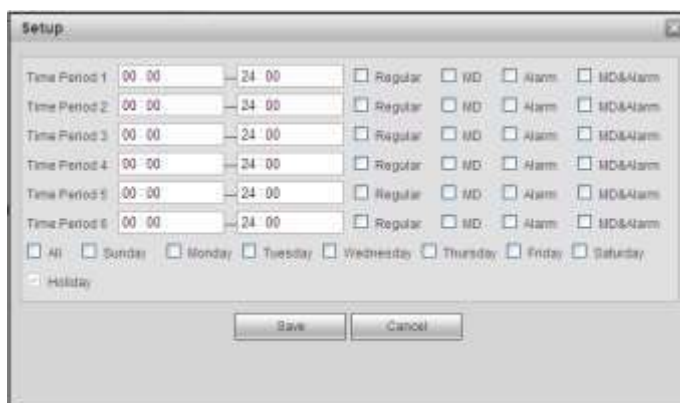 Setup
Time Period 1 00 : 00 — 24 : 00 Regular MD Alarm MD&Alarm
Time Period 2 00 : 00 — 24 : 00 Regular MD Alarm MD&Alarm
Time Period 3 00 : 00 — 24 : 00 Regular MD Alarm MD&Alarm
Time Period 4 00 : 00 — 24 : 00 Regular MD Alarm MD&Alarm
Time Period 5 00 : 00 — 24 : 00 Regular MD Alarm MD&Alarm
Time Period 6 00 : 00 — 24 : 00 Regular MD Alarm MD&Alarm
All Sunday Monday Tuesday Wednesday Thursday Friday Saturday
Holiday
Save Cancel